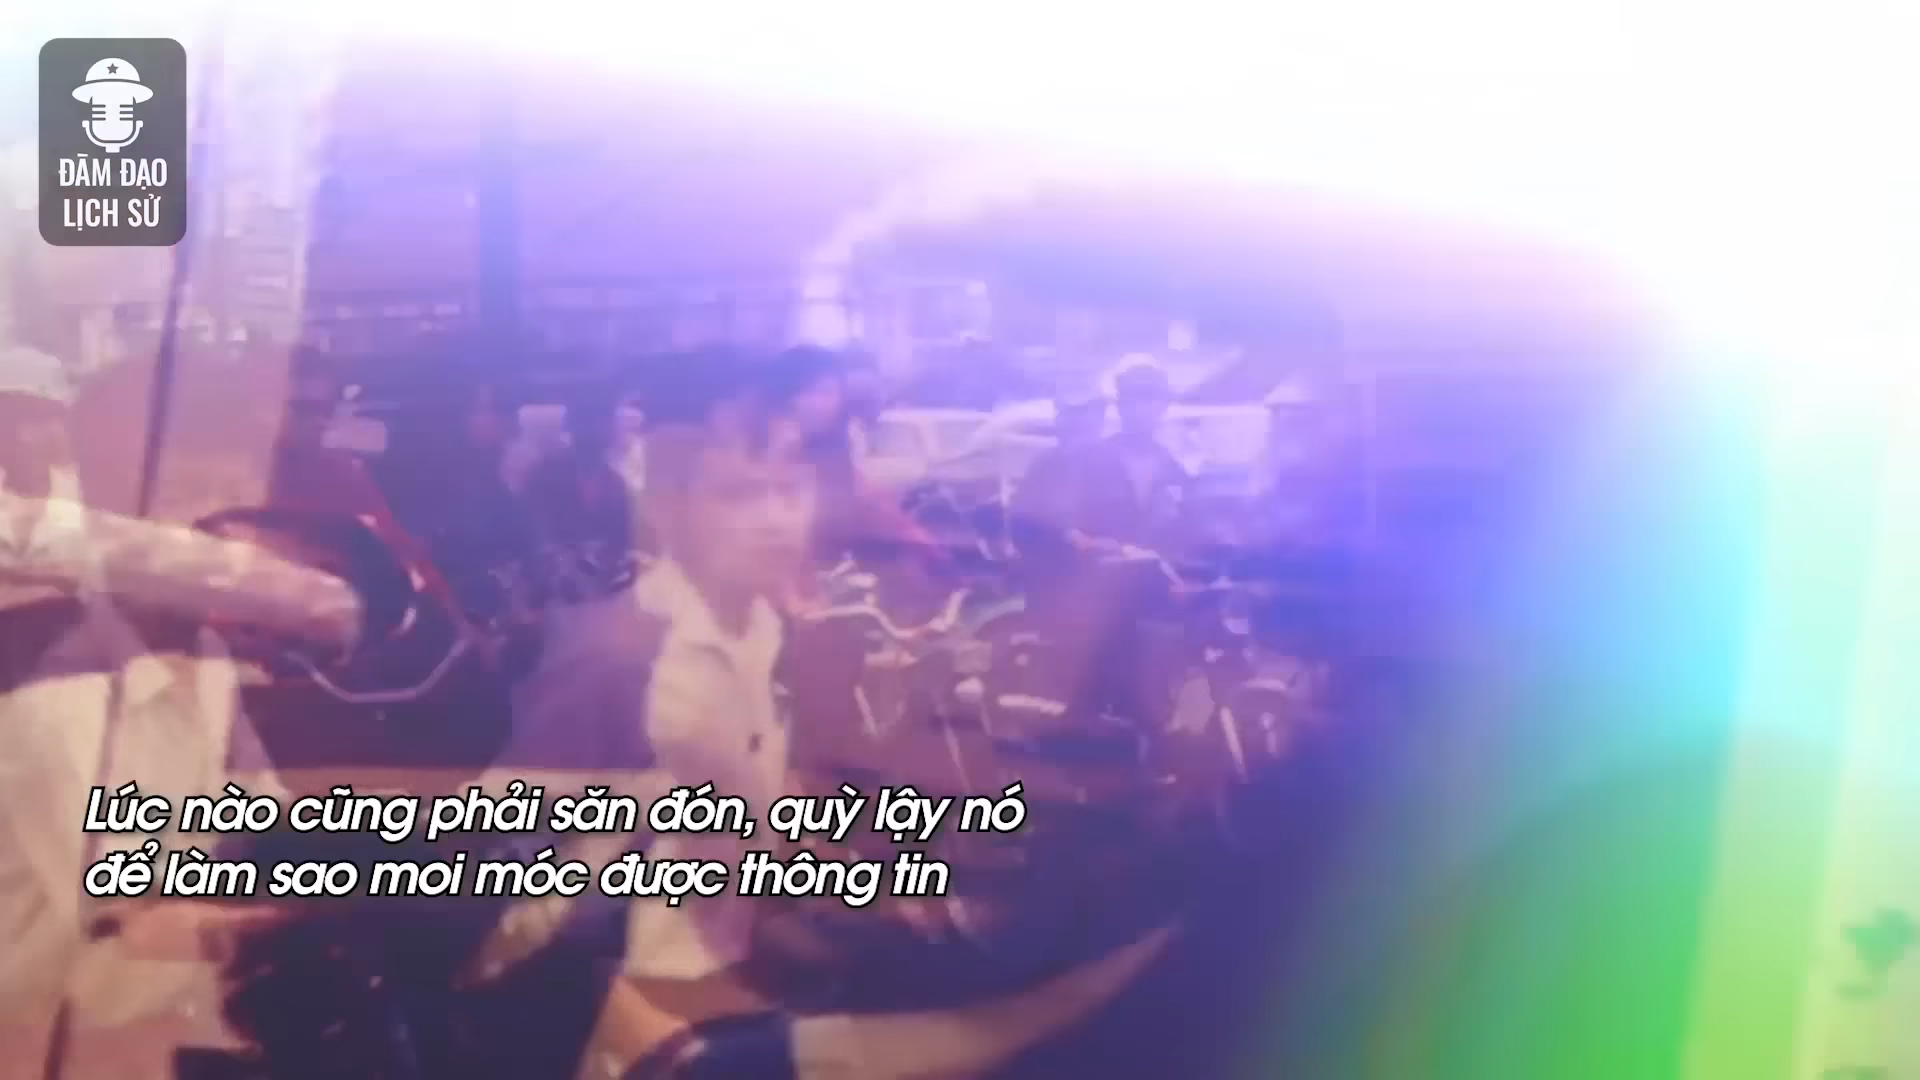 ĐÀM ĐẠO
LỊCH SỬ
Lúc nào cũng phải săn đón, quỳ lậy nó
để làm sao moi móc được thông tin